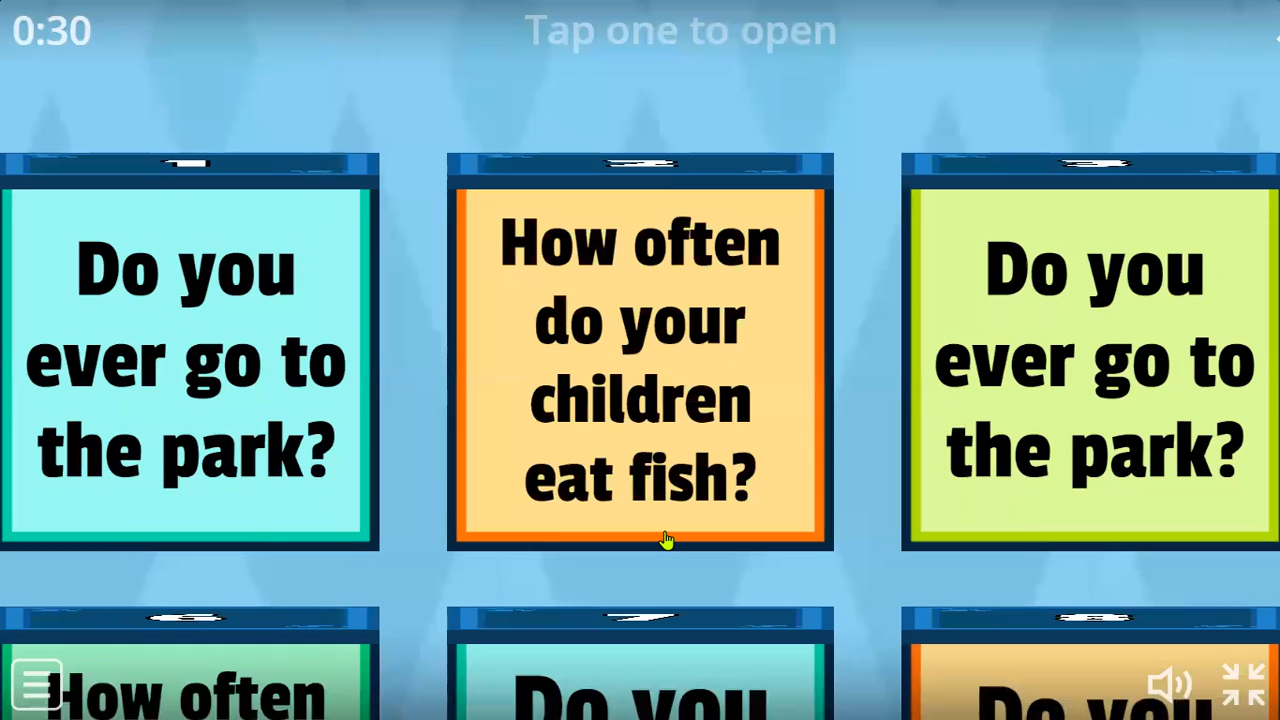 0:30
Tap one to open
Do you
ever go to
the park?
How often
do your
children
eat fish?
Do you
ever go to
the park?
How often
Do you
Do you